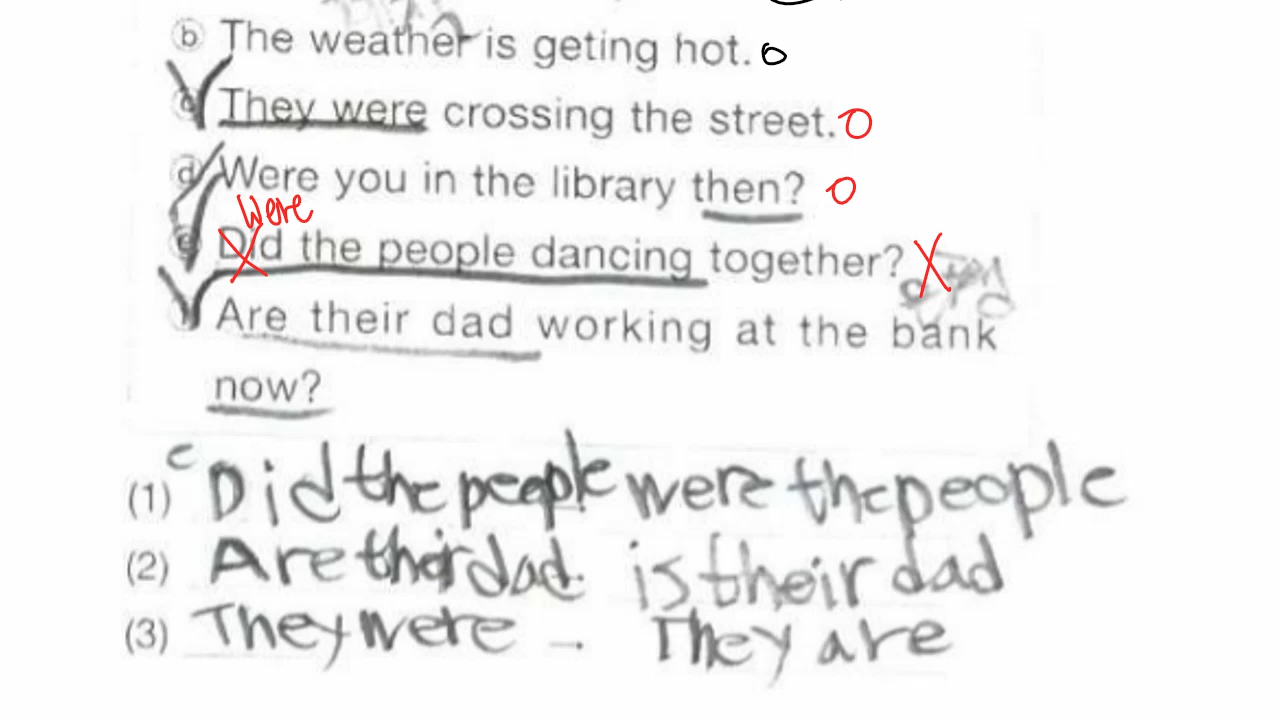 ⓑ The weather is geting hot. o
They were crossing the street. O
ⓓ Were you in the library then? O
Were
ⓔ Did the people dancing together? X
Are their dad working at the bank
now?
c
(1) Did the people were the people
(2) Are their dad. is their dad
(3) They were - They are